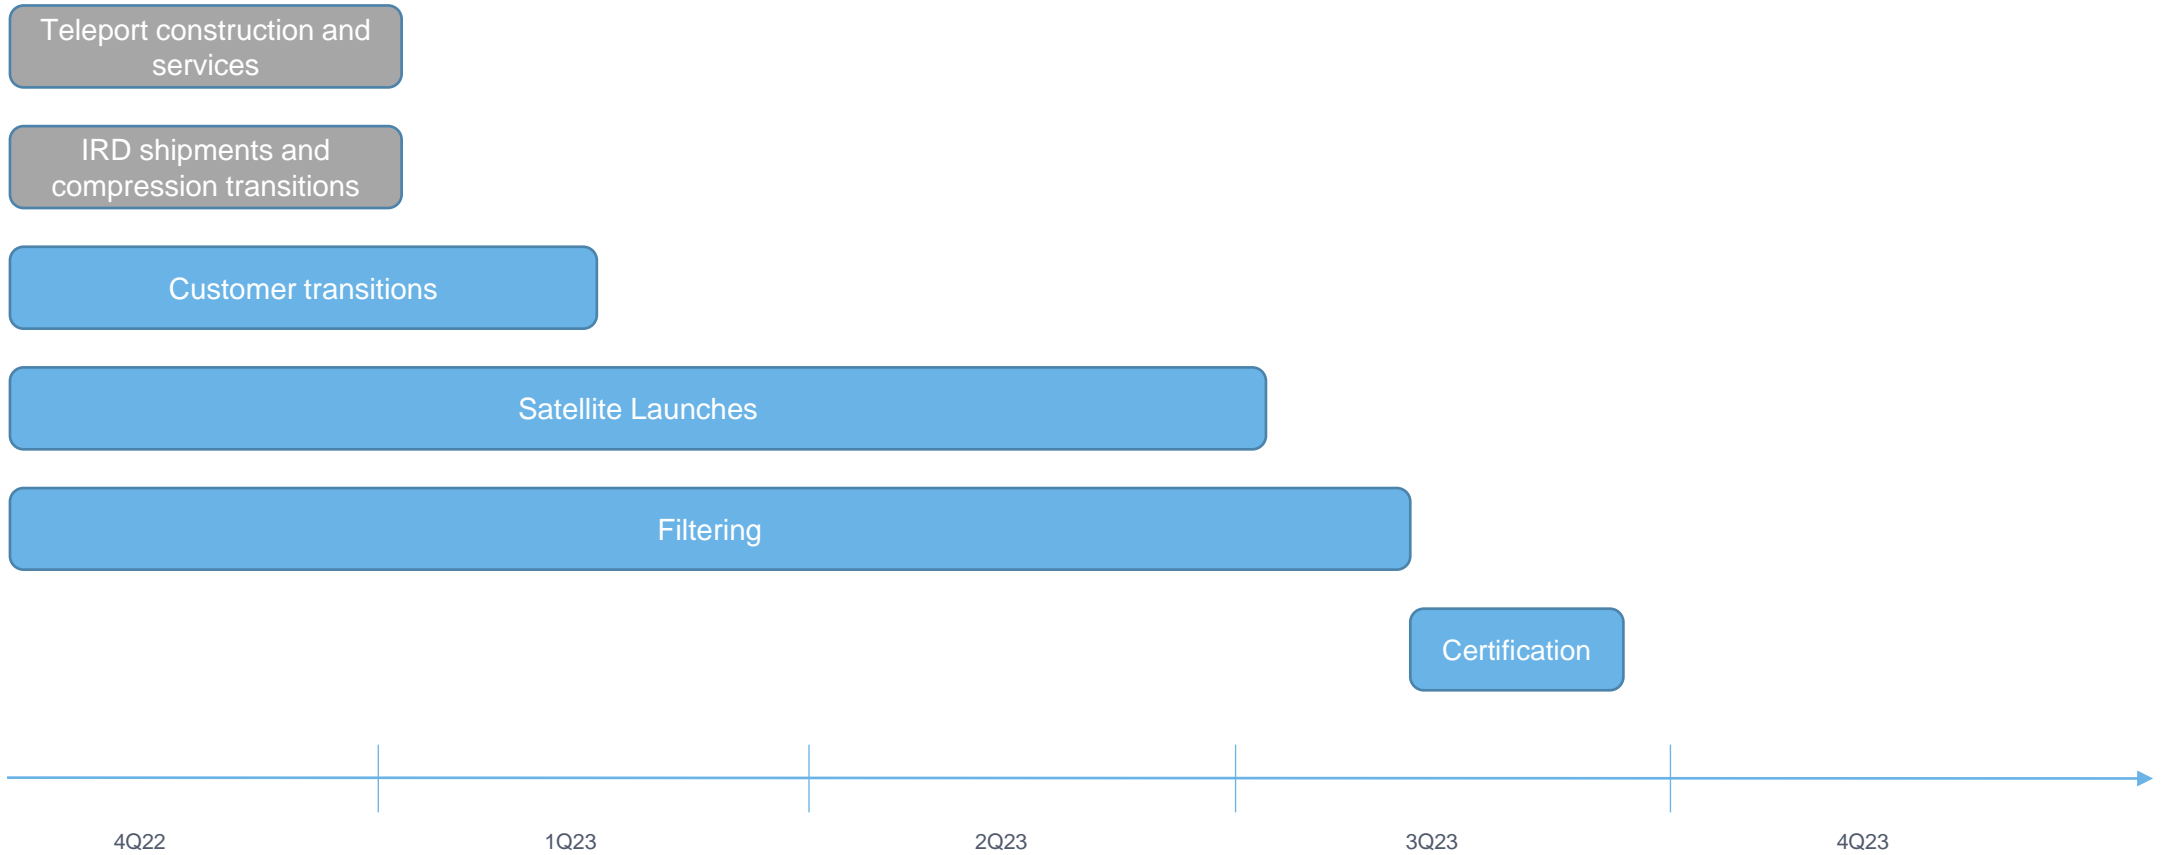 Teleport construction and
services
IRD shipments and
compression transitions
Customer transitions
Satellite Launches
Filtering
Certification
4Q22
1Q23
2Q23
3Q23
4Q23